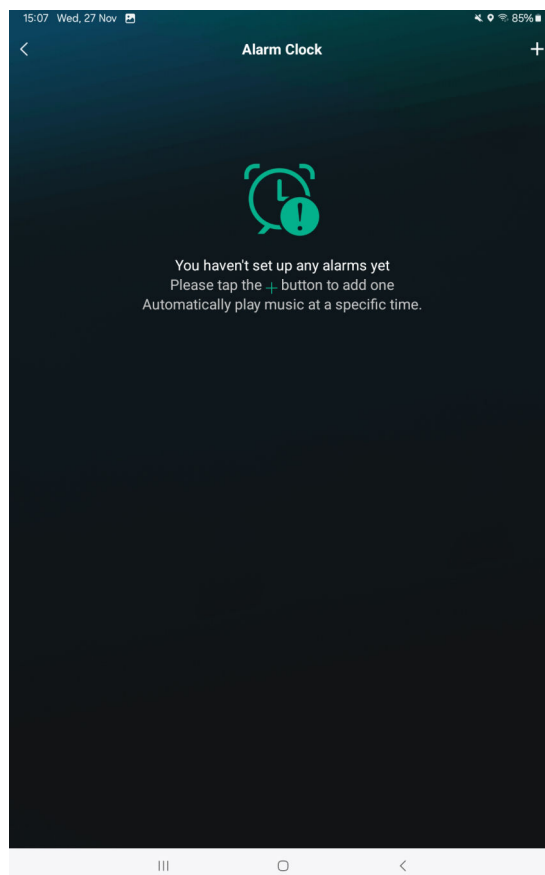 15:07 Wed, 27 Nov 85%
Alarm Clock
You haven't set up any alarms yet
Please tap the + button to add one
Automatically play music at a specific time.